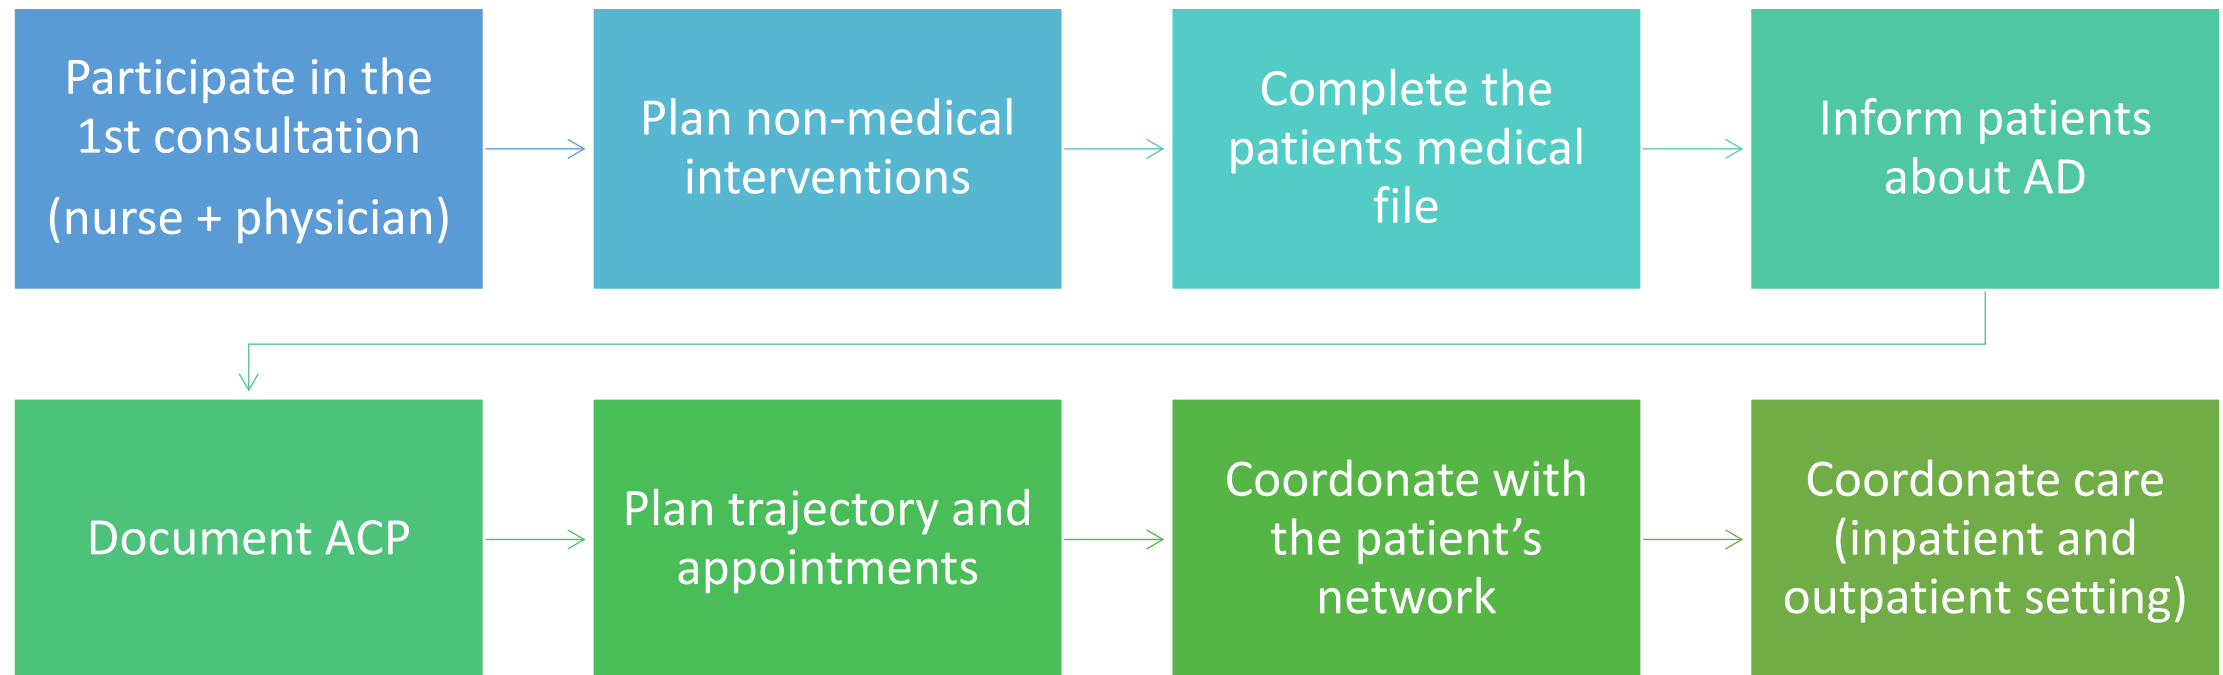 Participate in the
1st consultation
(nurse + physician)
Plan non-medical
interventions
Complete the
patients medical
file
Inform patients
about AD
Document ACP
Plan trajectory and
appointments
Coordonate with
the patient’s
network
Coordonate care
(inpatient and
outpatient setting)